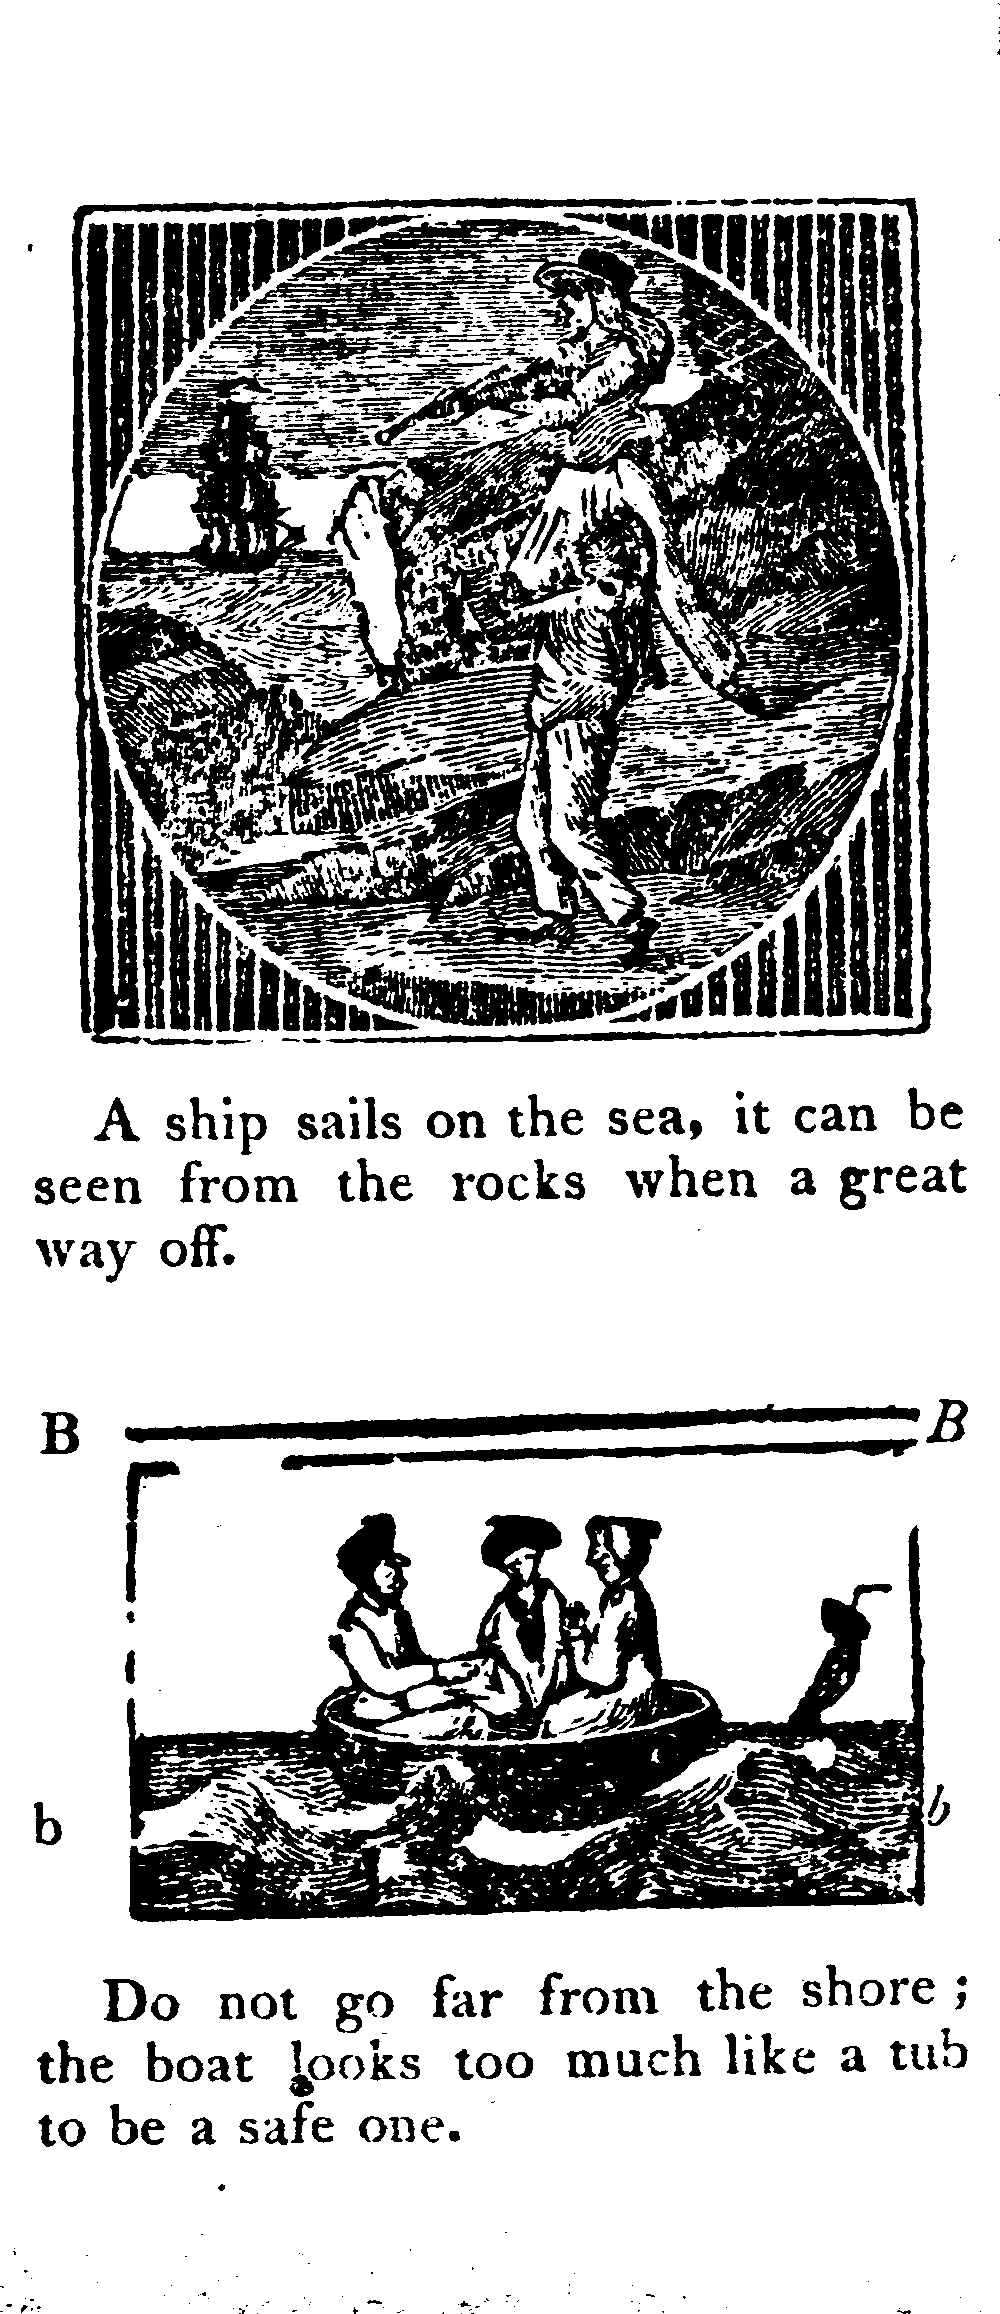 A ship sails on the sea, it can be
seen from the rocks when a great
way off.
B B
b b
Do not go far from the shore ;
the boat looks too much like a tub
to be a safe one.